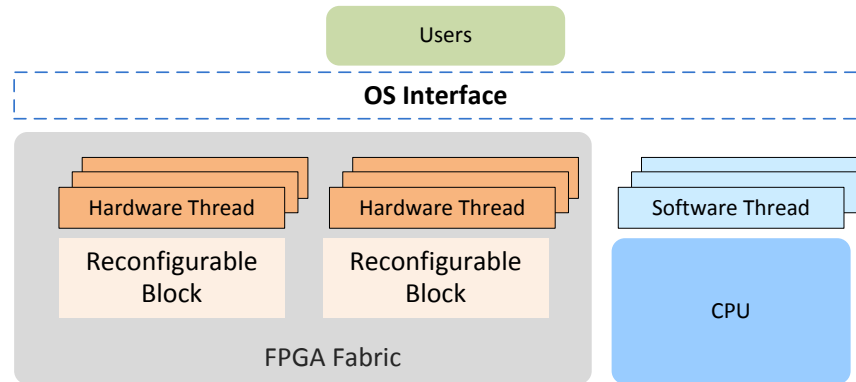 Users
OS Interface
Hardware Thread
Hardware Thread
Software Thread
Reconfigurable
Block
Reconfigurable
Block
CPU
FPGA Fabric